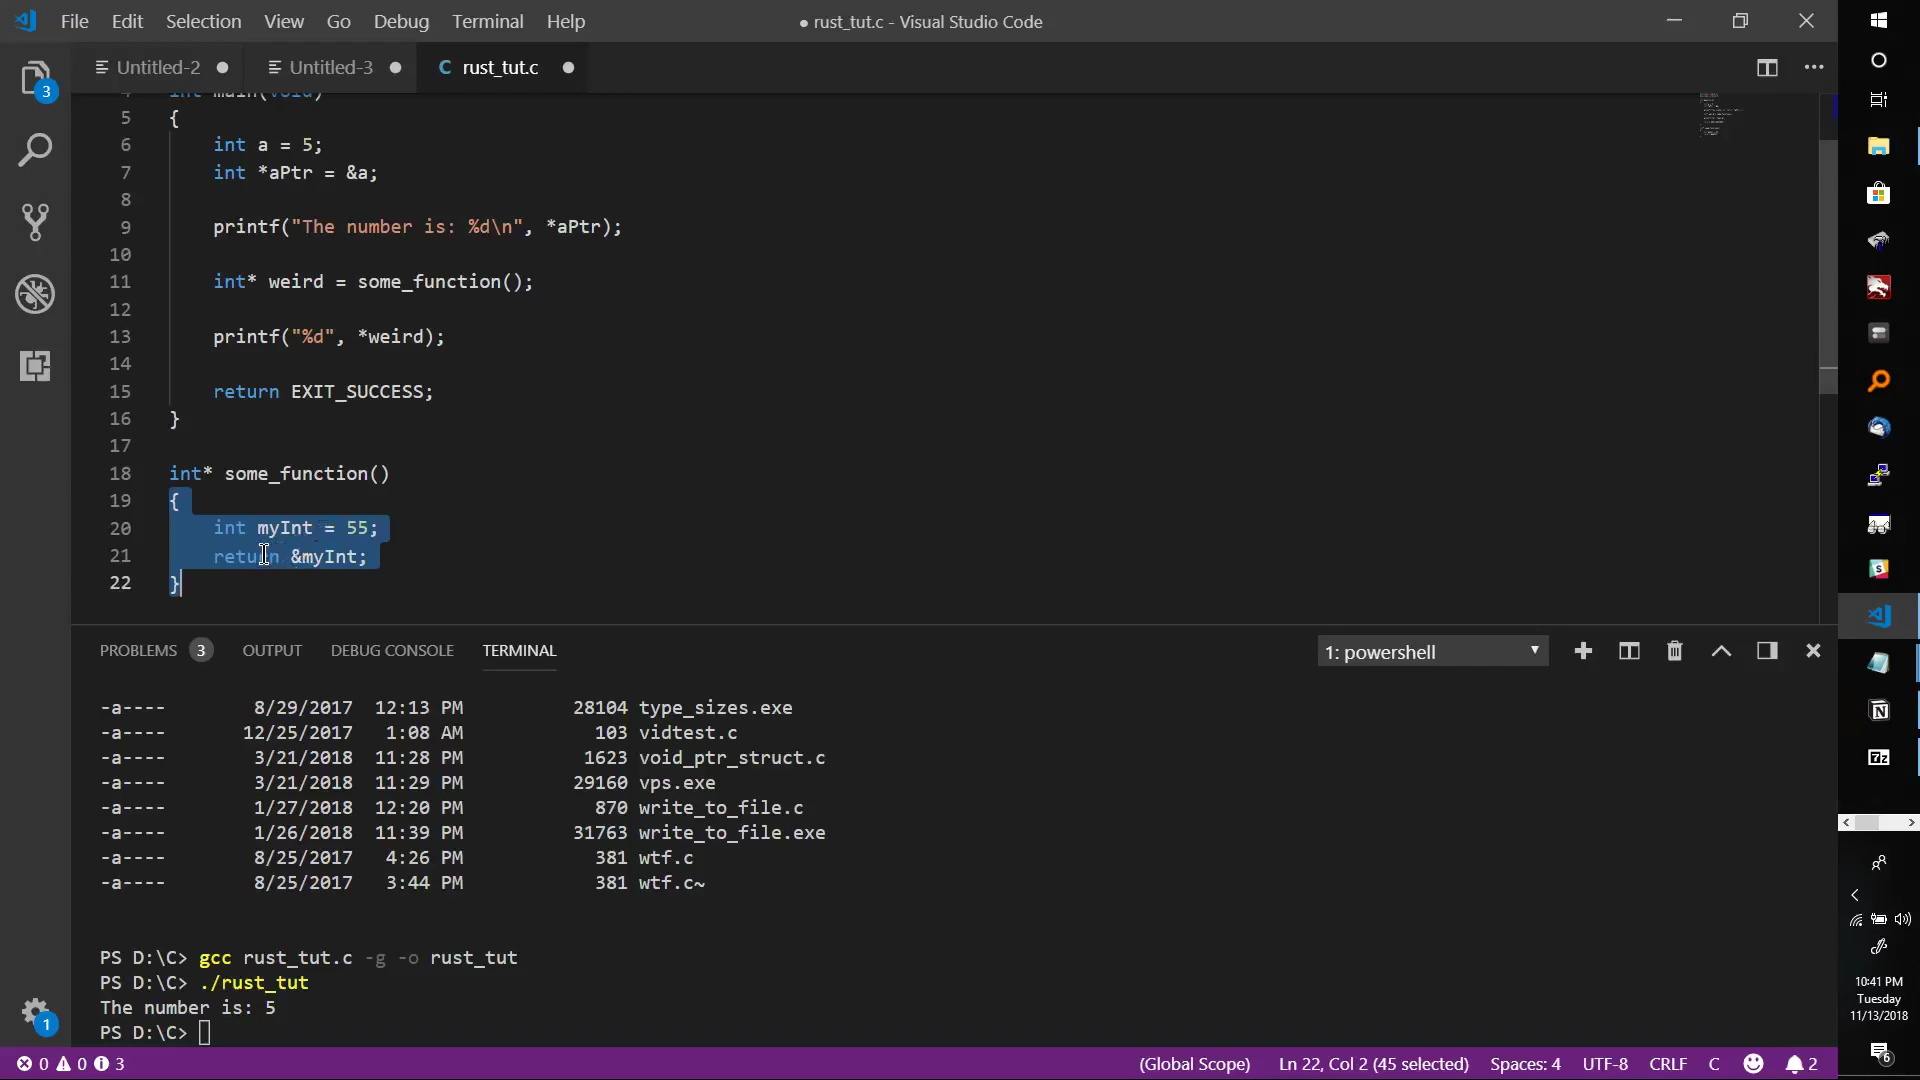 File Edit Selection View Go Debug Terminal Help
● rust_tut.c - Visual Studio Code
Untitled-2 Untitled-3 C rust_tut.c
3
4 int main(void)
5 {
6 int a = 5;
7 int *aPtr = &a;
8
9 printf("The number is: %d\n", *aPtr);
10
11 int* weird = some_function();
12
13 printf("%d", *weird);
14
15 return EXIT_SUCCESS;
16 }
17
18 int* some_function()
19 {
20 int myInt = 55;
21 return &myInt;
22 }
PROBLEMS 3 OUTPUT DEBUG CONSOLE TERMINAL
1: powershell
-a---- 8/29/2017 12:13 PM 28104 type_sizes.exe
-a---- 12/25/2017 1:08 AM 103 vidtest.c
-a---- 3/21/2018 11:28 PM 1623 void_ptr_struct.c
-a---- 3/21/2018 11:29 PM 29160 vps.exe
-a---- 1/27/2018 12:20 PM 870 write_to_file.c
-a---- 1/26/2018 11:39 PM 31763 write_to_file.exe
-a---- 8/25/2017 4:26 PM 381 wtf.c
-a---- 8/25/2017 3:44 PM 381 wtf.c~
PS D:\C> gcc rust_tut.c -g -o rust_tut
PS D:\C> ./rust_tut
The number is: 5
PS D:\C>
1
0 0 3
(Global Scope) Ln 22, Col 2 (45 selected) Spaces: 4 UTF-8 CRLF C 2
S
N
7z
10:41 PM
Tuesday
11/13/2018
6